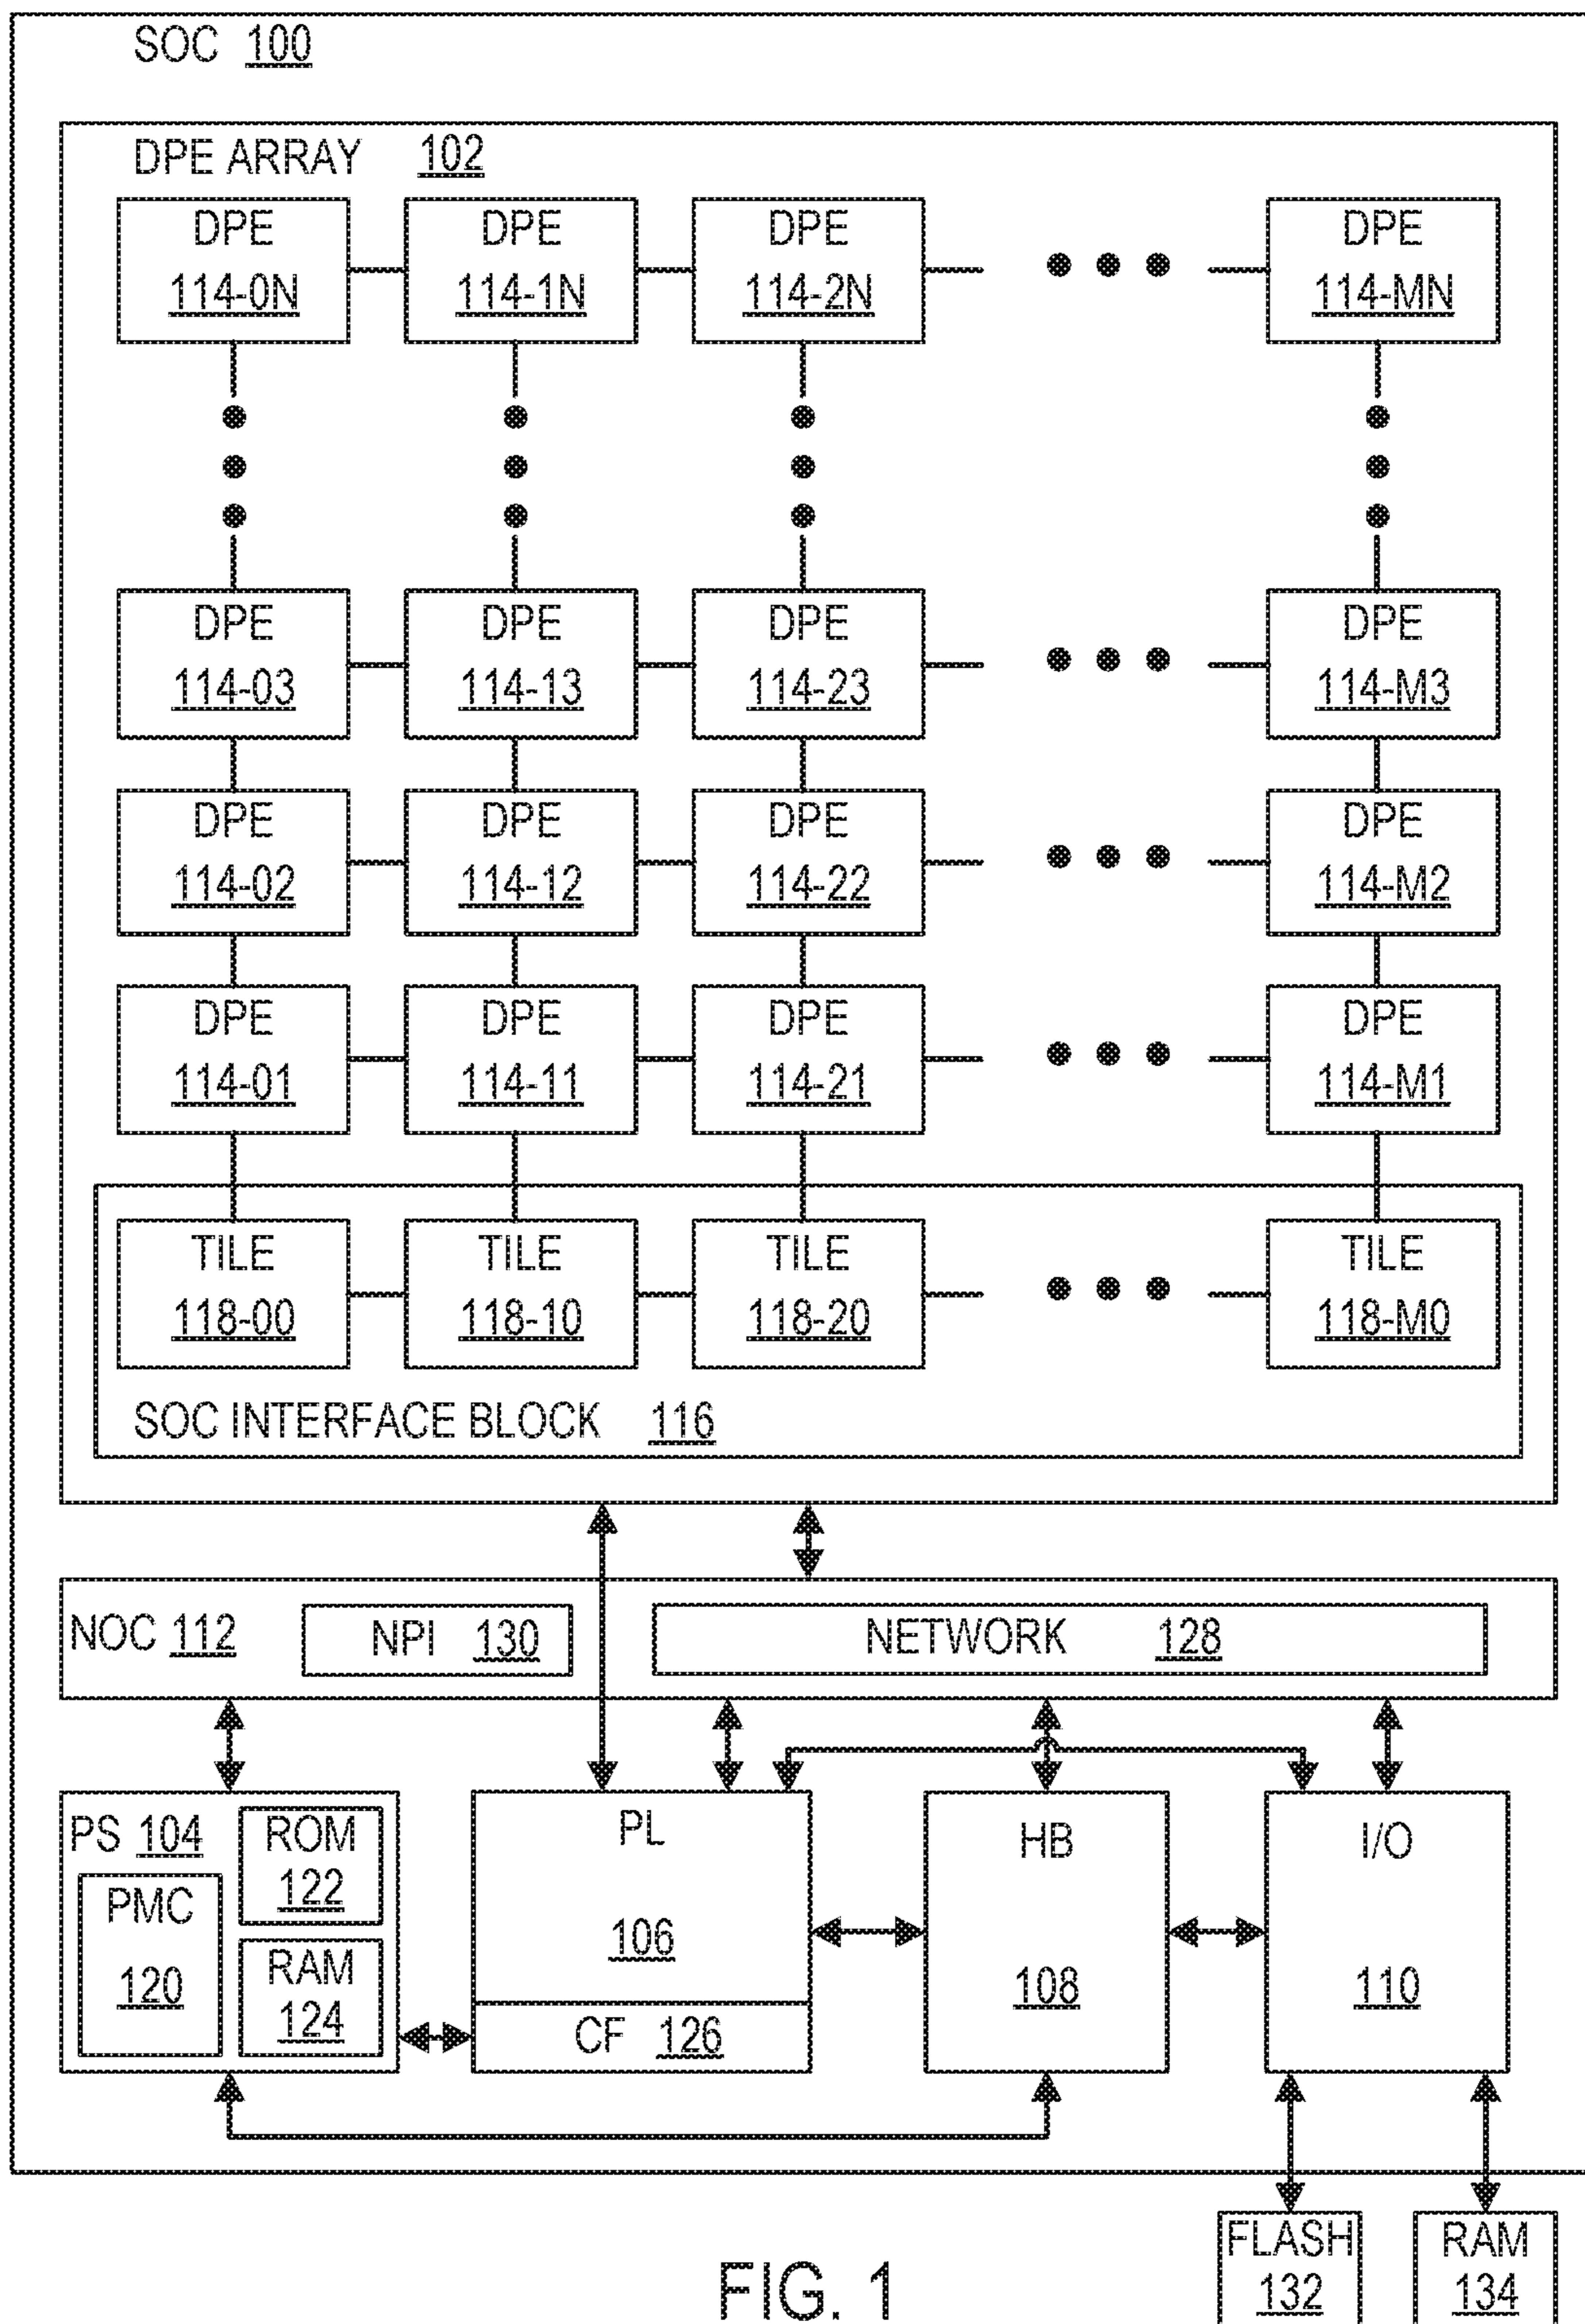 SOC 100
DPE ARRAY 102
DPE 114-0N
DPE 114-1N
DPE 114-2N
DPE 114-MN
DPE 114-03
DPE 114-13
DPE 114-23
DPE 114-M3
DPE 114-02
DPE 114-12
DPE 114-22
DPE 114-M2
DPE 114-01
DPE 114-11
DPE 114-21
DPE 114-M1
TILE 118-00
TILE 118-10
TILE 118-20
TILE 118-M0
SOC INTERFACE BLOCK 116
NOC 112
NPI 130
NETWORK 128
PS 104
ROM 122
PMC 120
RAM 124
PL 106
CF 126
HB 108
I/O 110
FLASH 132
RAM 134
FIG. 1